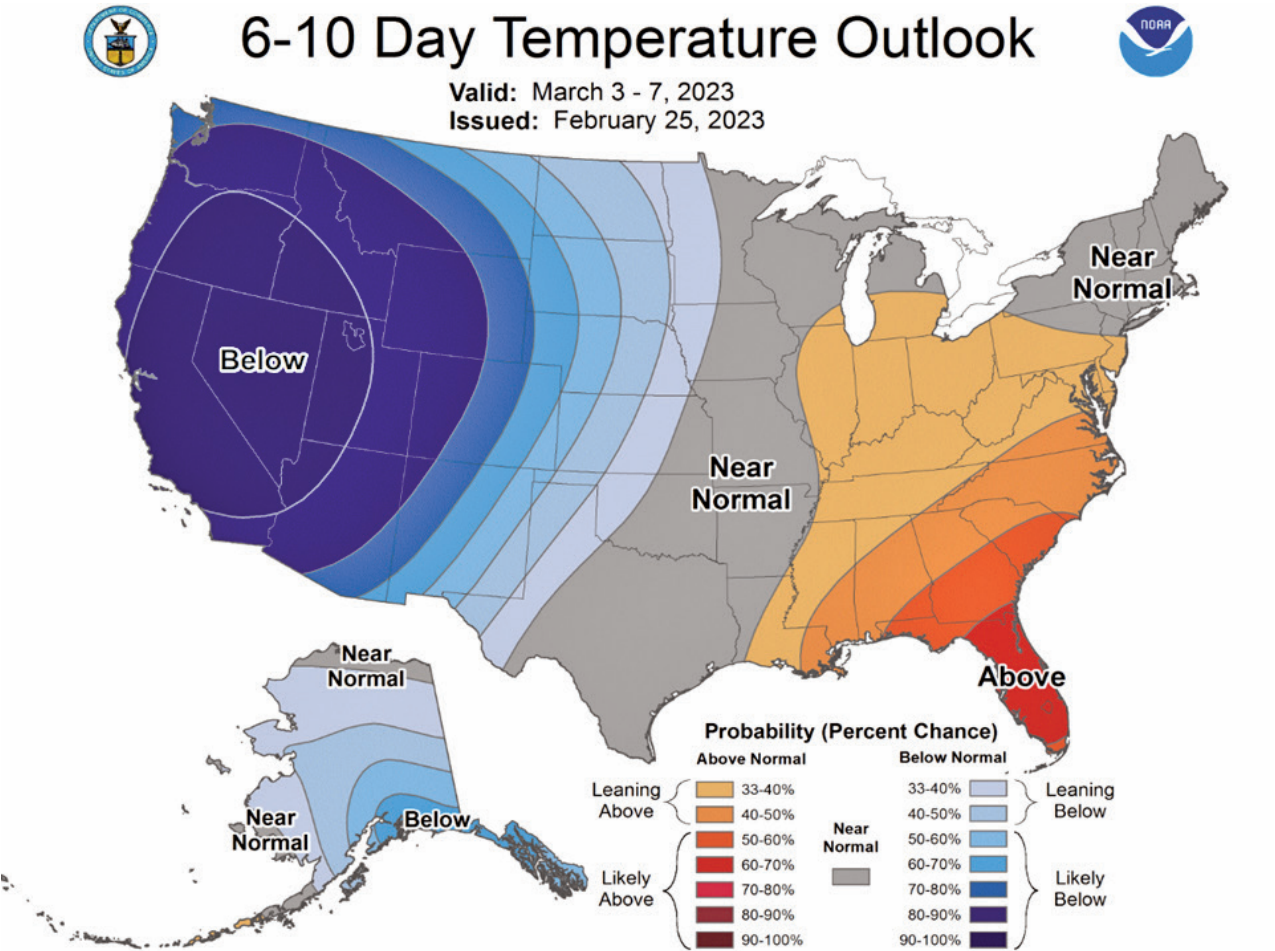 6-10 Day Temperature Outlook
NOAA
Valid: March 3 - 7, 2023
Issued: February 25, 2023
Below
Near
Normal
Near
Normal
Above
Near
Normal
Near
Normal
Below
Probability (Percent Chance)
Above Normal
Below Normal
Leaning
Above
33-40%
40-50%
Likely
Above
50-60%
60-70%
70-80%
80-90%
90-100%
Near
Normal
33-40%
40-50%
Leaning
Below
50-60%
60-70%
70-80%
80-90%
90-100%
Likely
Below